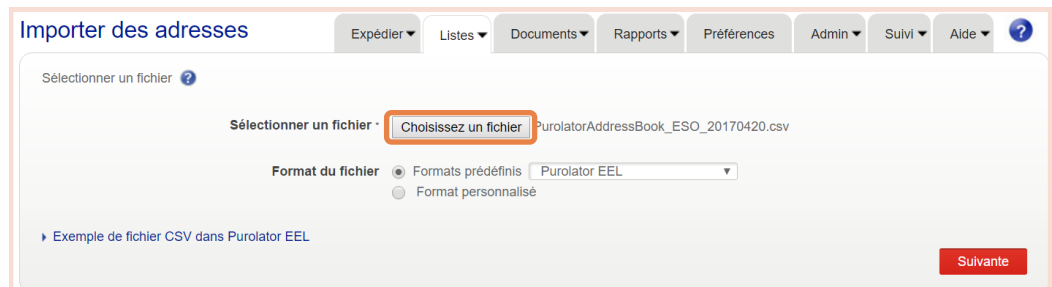 Importer des adresses
Expédier Listes Documents Rapports Préférences Admin Suivi Aide ?
Sélectionner un fichier ?
Sélectionner un fichier * Choisissez un fichier PurolatorAddressBook_ESO_20170420.csv
Format du fichier Formats prédéfinis Purolator EEL
Format personnalisé
Exemple de fichier CSV dans Purolator EEL
Suivante